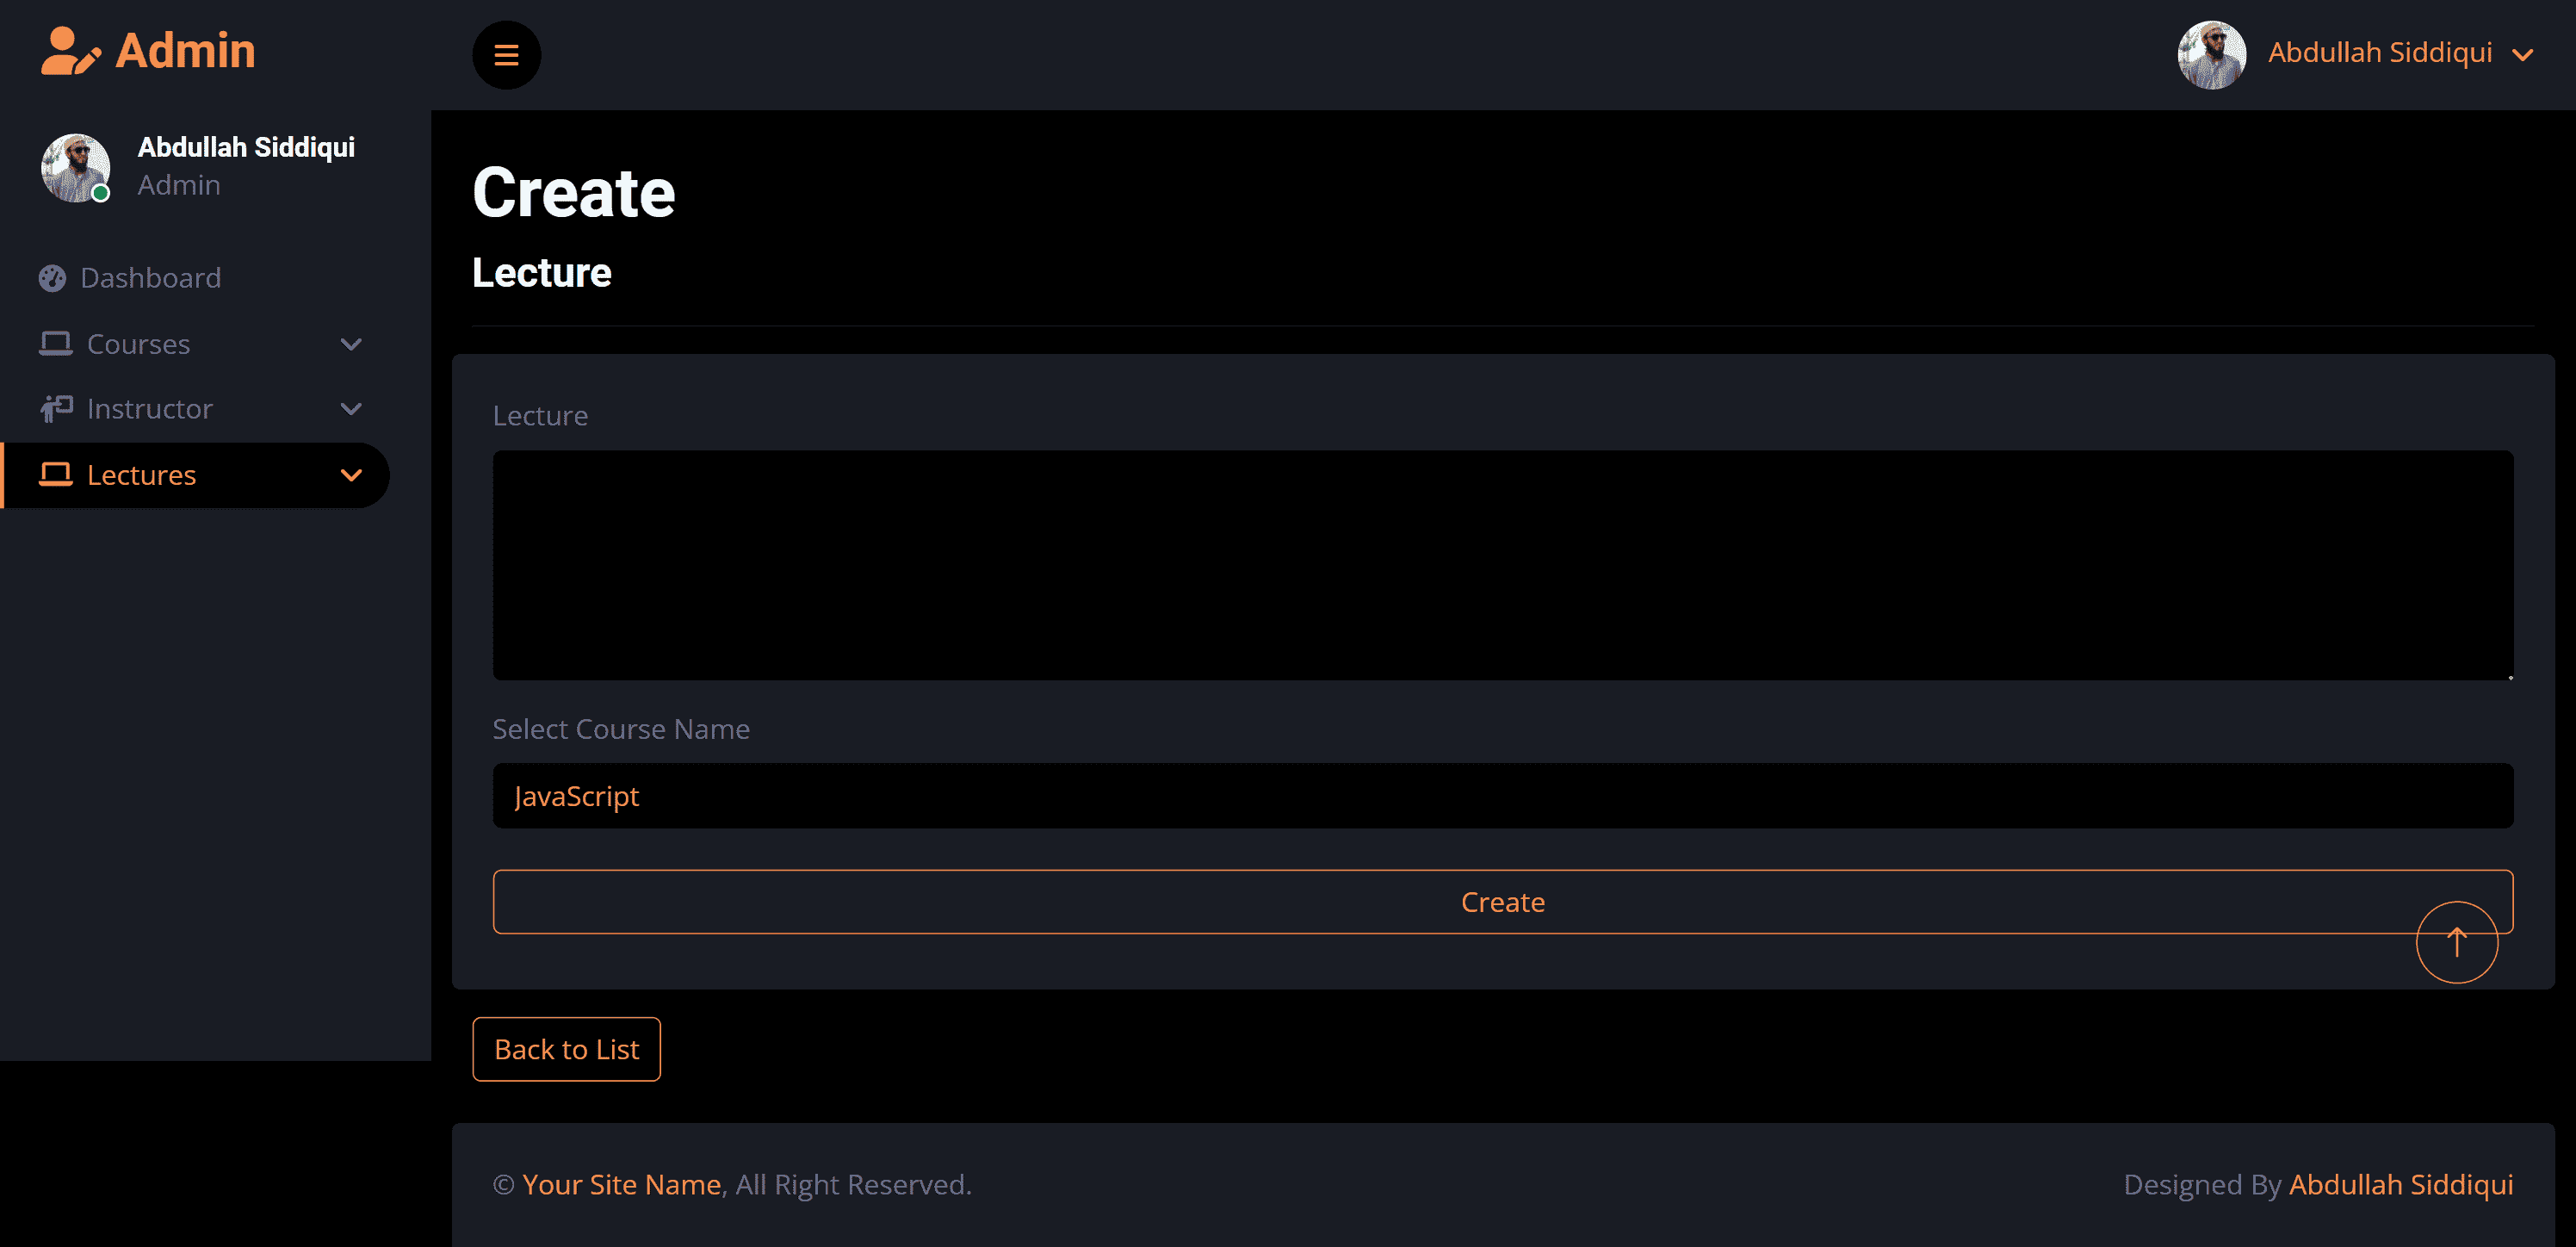 Admin
Abdullah Siddiqui
Abdullah Siddiqui
Admin
Dashboard
Courses
Instructor
Lectures
Create
Lecture
Lecture
Select Course Name
JavaScript
Create
Back to List
© Your Site Name, All Right Reserved.
Designed By Abdullah Siddiqui